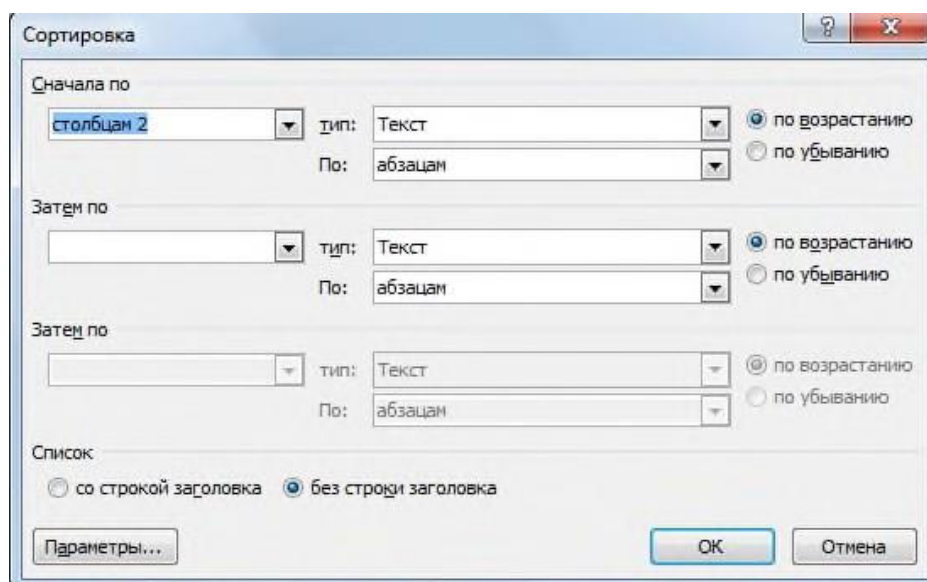 Сортировка
Сначала по
столбцам 2 тип: Текст по возрастанию
По: абзацам по убыванию
Затем по
тип: Текст по возрастанию
По: абзацам по убыванию
Затем по
тип: Текст по возрастанию
По: абзацам по убыванию
Список
со строкой заголовка без строки заголовка
Параметры... ОК Отмена